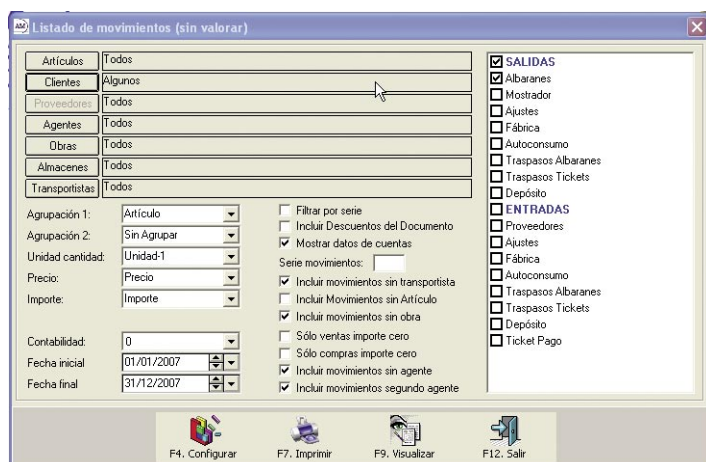 Listado de movimientos (sin valorar)
Artículos Todos
Clientes Algunos
Proveedores Todos
Agentes Todos
Obras Todos
Almacenes Todos
Transportistas Todos
Agrupación 1: Artículo
Agrupación 2: Sin Agrupar
Unidad cantidad: Unidad-1
Precio: Precio
Importe: Importe
Contabilidad: 0
Fecha inicial 01/01/2007
Fecha final 31/12/2007
Filtrar por serie
Incluir Descuentos del Documento
Mostrar datos de cuentas
Serie movimientos:
Incluir movimientos sin transportista
Incluir Movimientos sin Artículo
Incluir movimientos sin obra
Sólo ventas importe cero
Sólo compras importe cero
Incluir movimientos sin agente
Incluir movimientos segundo agente
SALIDAS
Albaranes
Mostrador
Ajustes
Fábrica
Autoconsumo
Traspasos Albaranes
Traspasos Tickets
Depósito
ENTRADAS
Proveedores
Ajustes
Fábrica
Autoconsumo
Traspasos Albaranes
Traspasos Tickets
Depósito
Ticket Pago
F4. Configurar F7. Imprimir F9. Visualizar F12. Salir